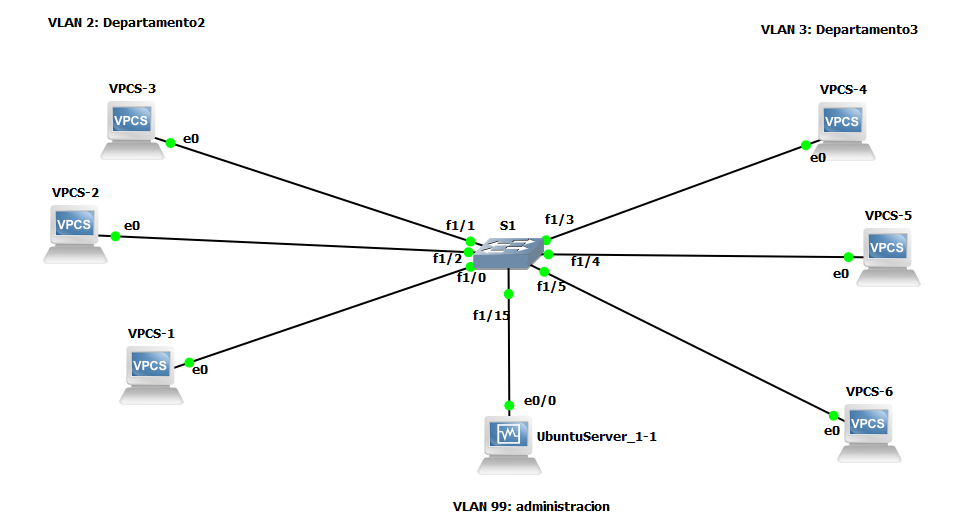 VLAN 2: Departamento2
VLAN 3: Departamento3
VPCS-3
VPCS
e0
VPCS-4
VPCS
e0
VPCS-2
VPCS
e0
VPCS-5
VPCS
e0
S1
f1/1
f1/2
f1/0
f1/3
f1/4
f1/5
f1/15
VPCS-1
VPCS
e0
VPCS-6
VPCS
e0
e0/0
UbuntuServer_1-1
VLAN 99: administracion